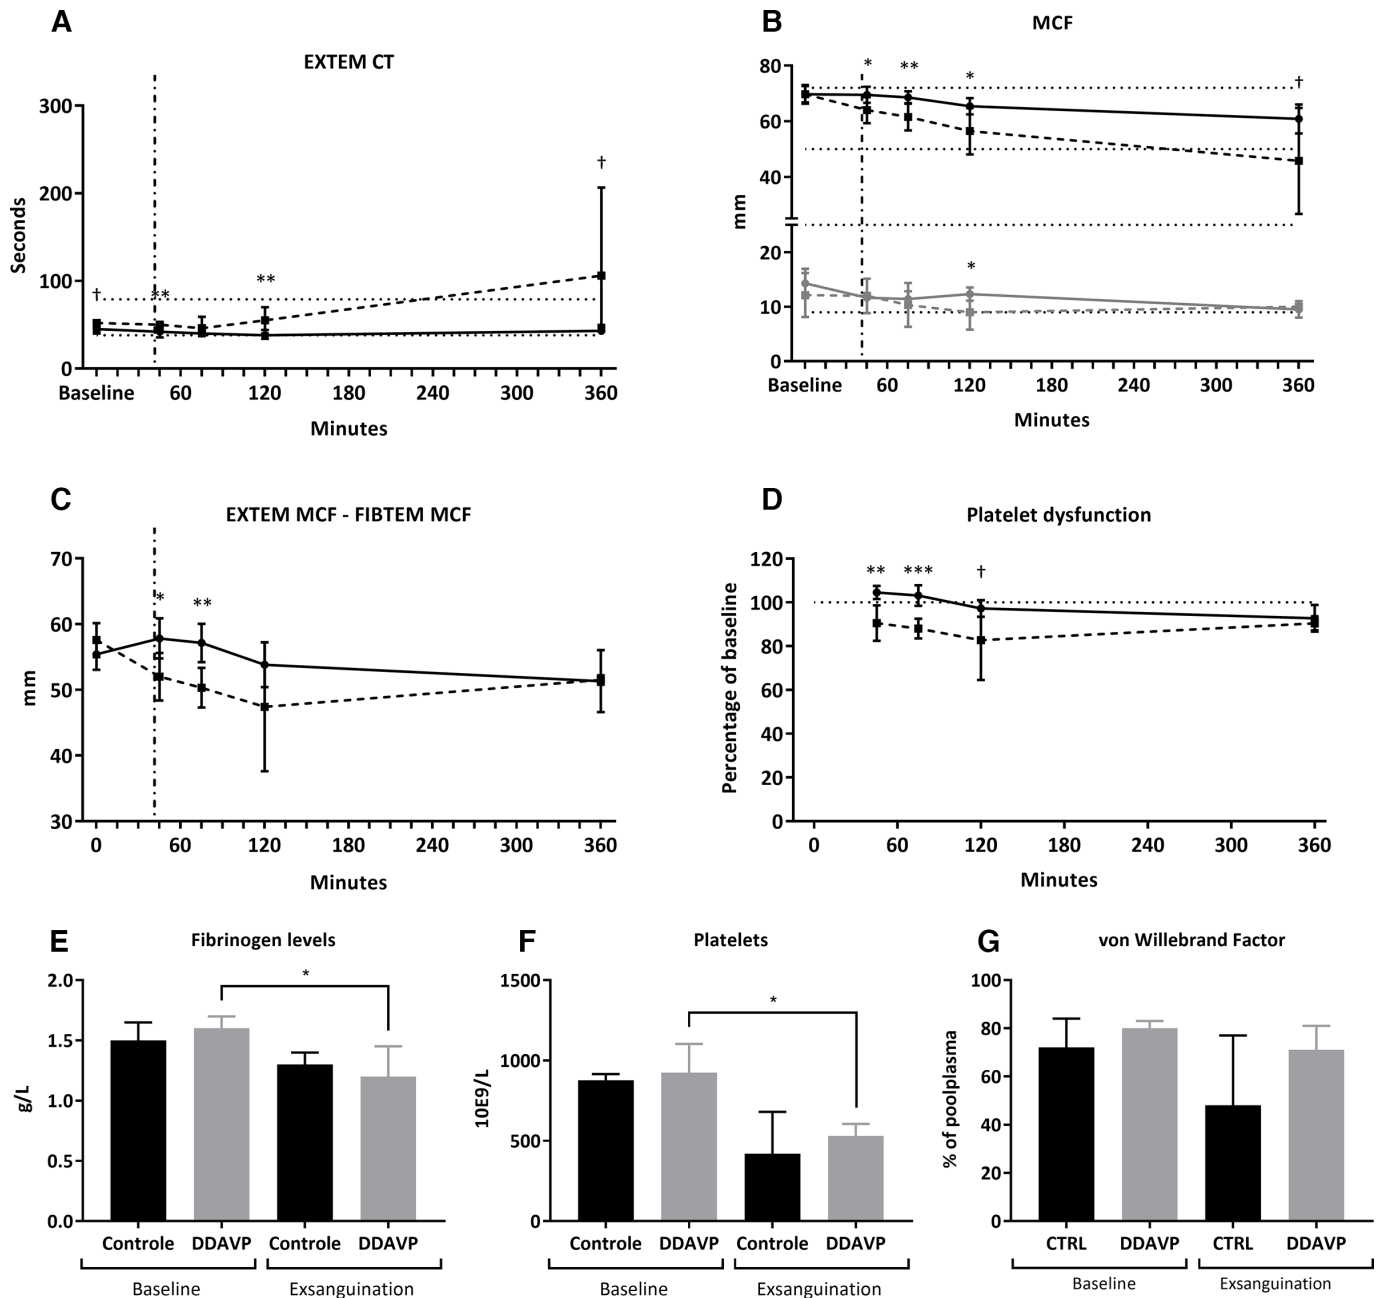 A
EXTEM CT
Seconds
300
200
100
0
†
**
**
†
Baseline 60 120 180 240 300 360
Minutes
B
MCF
mm
80
60
40
20
10
0
* ** * †
*
Baseline 60 120 180 240 300 360
Minutes
C
EXTEM MCF - FIBTEM MCF
mm
70
60
50
40
30
* **
0 60 120 180 240 300 360
Minutes
D
Platelet dysfunction
Percentage of baseline
120
100
80
60
40
20
0
** *** †
0 60 120 180 240 300 360
Minutes
E
Fibrinogen levels
g/L
2.0
1.5
1.0
0.5
0.0
*
Controle DDAVP Controle DDAVP
Baseline Exsanguination
F
Platelets
10E9/L
1500
1000
500
0
*
Controle DDAVP Controle DDAVP
Baseline Exsanguination
G
von Willebrand Factor
% of poolplasma
100
80
60
40
20
0
CTRL DDAVP CTRL DDAVP
Baseline Exsanguination